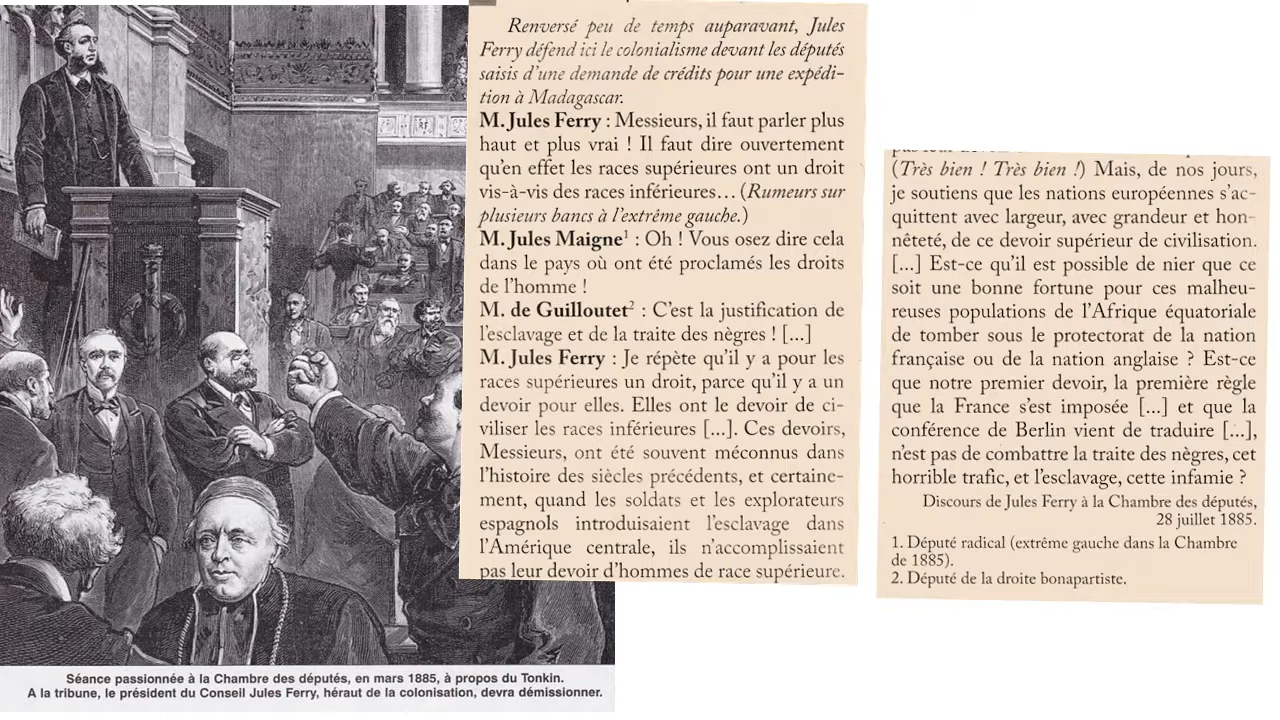 Renversé peu de temps auparavant, Jules
Ferry défend ici le colonialisme devant les députés
saisis d'une demande de crédits pour une expédi-
tion à Madagascar.
M. Jules Ferry : Messieurs, il faut parler plus
haut et plus vrai ! Il faut dire ouvertement
qu'en effet les races supérieures ont un droit
vis-à-vis des races inférieures… (Rumeurs sur
plusieurs bancs à l'extrême gauche.)
M. Jules Maigne¹ : Oh ! Vous osez dire cela
dans le pays où ont été proclamés les droits
de l'homme !
M. de Guilloutet² : C'est la justification de
l'esclavage et de la traite des nègres ! [...]
M. Jules Ferry : Je répète qu'il y a pour les
races supérieures un droit, parce qu'il y a un
devoir pour elles. Elles ont le devoir de ci-
viliser les races inférieures [...]. Ces devoirs,
Messieurs, ont été souvent méconnus dans
l'histoire des siècles précédents, et certaine-
ment, quand les soldats et les explorateurs
espagnols introduisaient l'esclavage dans
l'Amérique centrale, ils n'accomplissaient
pas leur devoir d'hommes de race supérieure.
(Très bien ! Très bien !) Mais, de nos jours,
je soutiens que les nations européennes s'ac-
quittent avec largeur, avec grandeur et hon-
nêteté, de ce devoir supérieur de civilisation.
[...] Est-ce qu'il est possible de nier que ce
soit une bonne fortune pour ces malheu-
reuses populations de l'Afrique équatoriale
de tomber sous le protectorat de la nation
française ou de la nation anglaise ? Est-ce
que notre premier devoir, la première règle
que la France s'est imposée [...] et que la
conférence de Berlin vient de traduire [...],
n'est pas de combattre la traite des nègres, cet
horrible trafic, et l'esclavage, cette infamie ?
Discours de Jules Ferry à la Chambre des députés,
28 juillet 1885.
1. Député radical (extrême gauche dans la Chambre
de 1885).
2. Député de la droite bonapartiste.
Séance passionnée à la Chambre des députés, en mars 1885, à propos du Tonkin.
A la tribune, le président du Conseil Jules Ferry, héraut de la colonisation, devra démissionner.